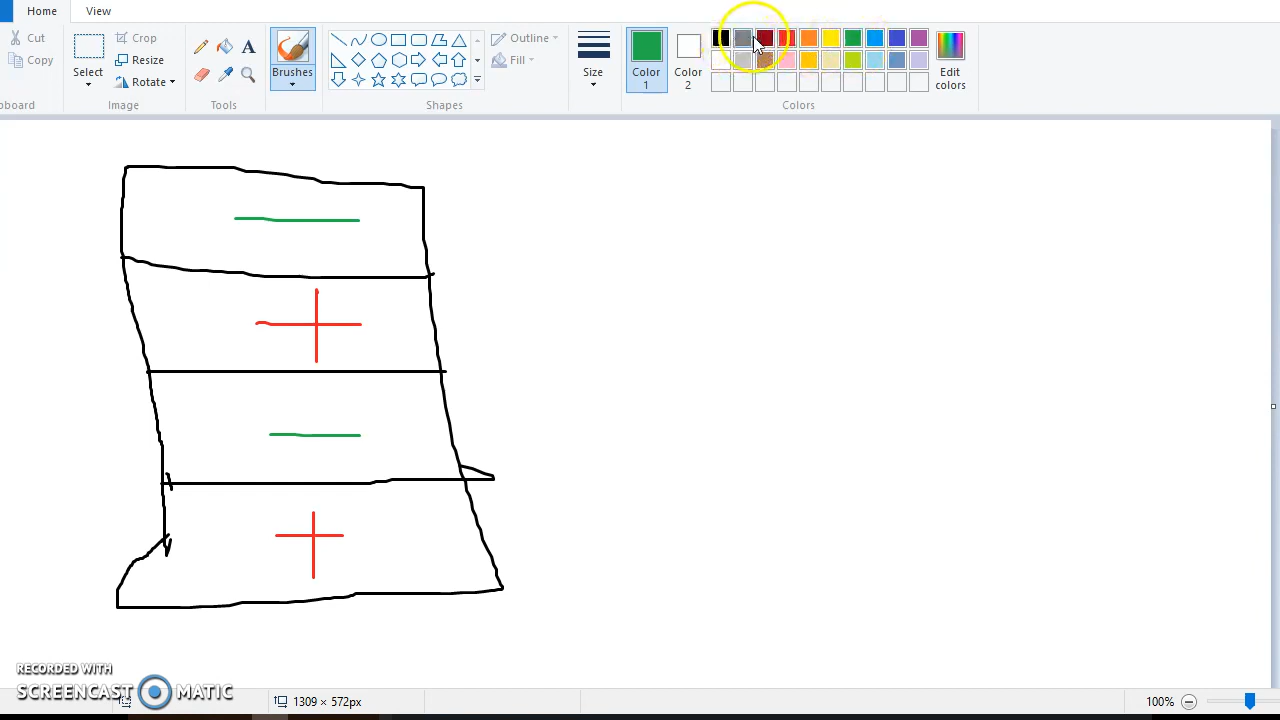 Home View
Cut
Copy
Crop
Resize
Select
Rotate
Brushes
Outline
Fill
Size
Color 1
Color 2
Edit colors
Image
Tools
Shapes
Colors
A
RECORDED WITH
SCREENCAST MATIC
1309 × 572px
100%